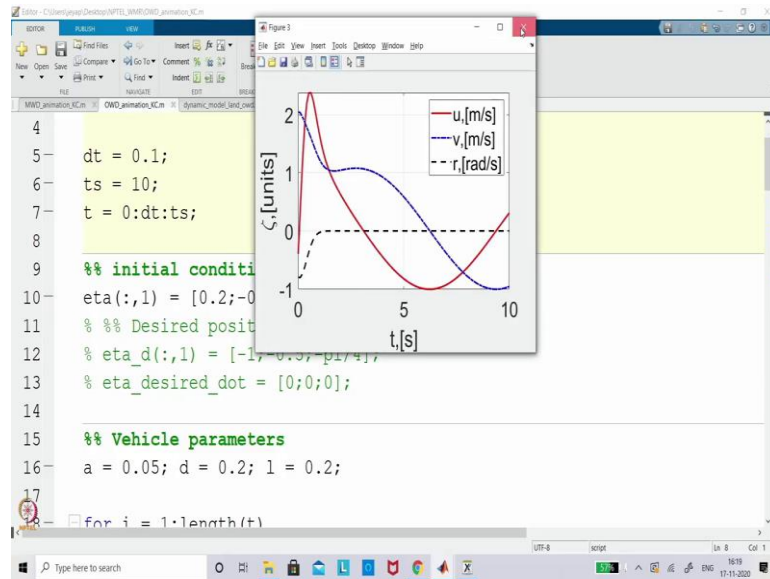 Editor - C:\Users\jeyap\Desktop\NPTEL_WMR\OWD_animation_KC.m
EDITOR PUBLISH VIEW
New Open Save Find Files Compare Print Go To Find Insert Comment Indent
FILE NAVIGATE EDIT
MWD_animation_KC.m OWD_animation_KC.m dynamic_model_land_owd
Figure 3
File Edit View Insert Tools Desktop Window Help
4
5 dt = 0.1;
6 ts = 10;
7 t = 0:dt:ts;
8
9 %% initial conditi
10 eta(:,1) = [0.2;-0
11 % %% Desired posit
12 % eta_d(:,1) = [-1;-0.5;-pi/4];
13 % eta_desired_dot = [0;0;0];
14
15 %% Vehicle parameters
16 a = 0.05; d = 0.2; l = 0.2;
17
18 for i = 1:length(t)
2
1
0
-1
ζ,[units]
0 5 10
t,[s]
u,[m/s]
v,[m/s]
r,[rad/s]
NPTEL
UTF-8 script Ln 8 Col 1
Type here to search
57% ENG 16:19
17-11-2020